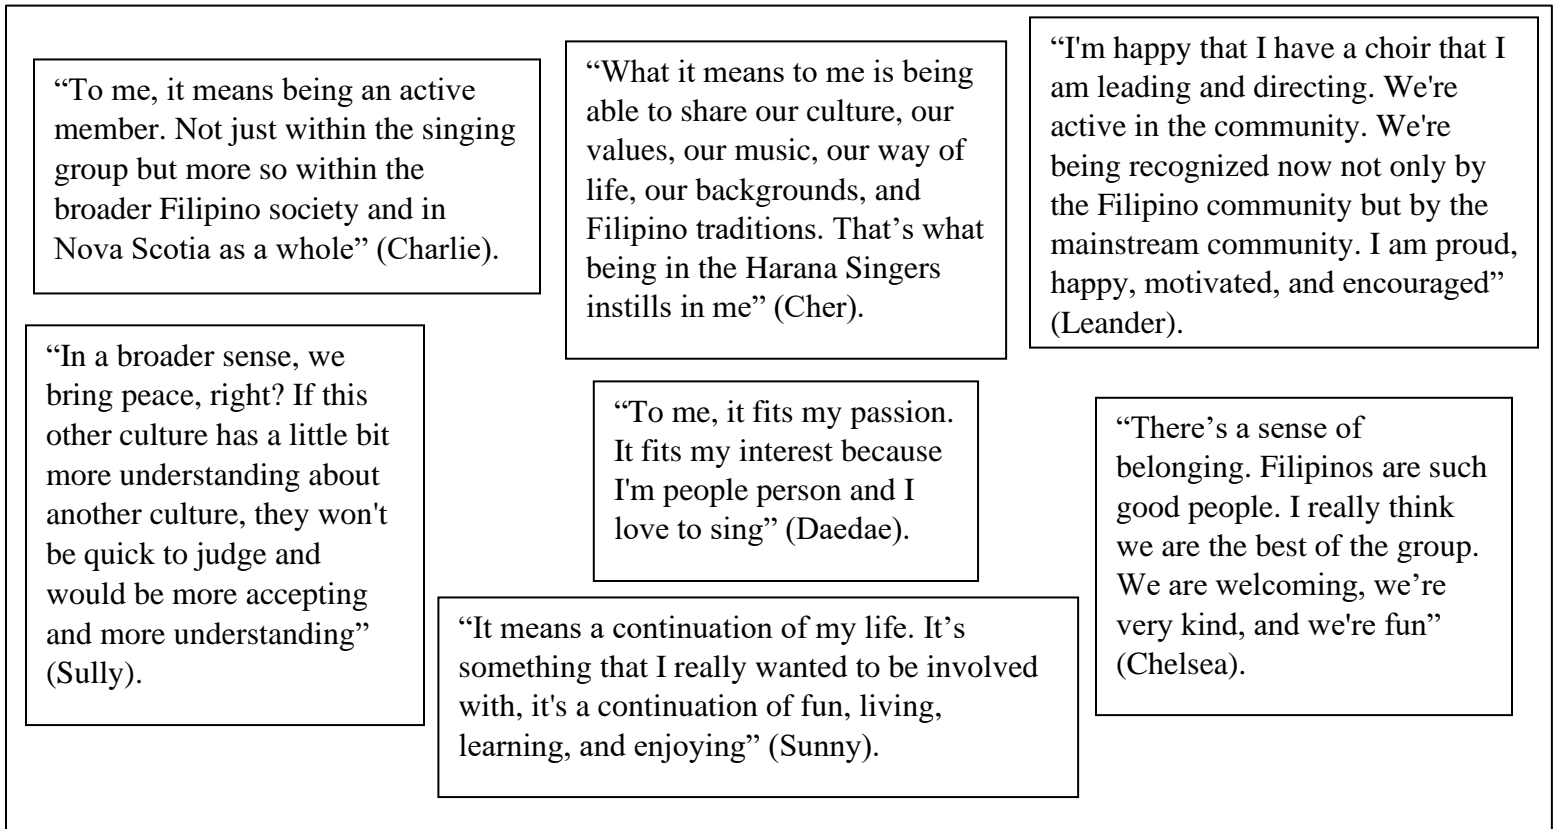 “To me, it means being an active
member. Not just within the singing
group but more so within the
broader Filipino society and in
Nova Scotia as a whole” (Charlie).
“What it means to me is being
able to share our culture, our
values, our music, our way of
life, our backgrounds, and
Filipino traditions. That’s what
being in the Harana Singers
instills in me” (Cher).
“I'm happy that I have a choir that I
am leading and directing. We're
active in the community. We're
being recognized now not only by
the Filipino community but by the
mainstream community. I am proud,
happy, motivated, and encouraged”
(Leander).
“In a broader sense, we
bring peace, right? If this
other culture has a little bit
more understanding about
another culture, they won't
be quick to judge and
would be more accepting
and more understanding”
(Sully).
“To me, it fits my passion.
It fits my interest because
I'm people person and I
love to sing” (Daedae).
“There’s a sense of
belonging. Filipinos are such
good people. I really think
we are the best of the group.
We are welcoming, we’re
very kind, and we're fun”
(Chelsea).
“It means a continuation of my life. It’s
something that I really wanted to be involved
with, it's a continuation of fun, living,
learning, and enjoying” (Sunny).